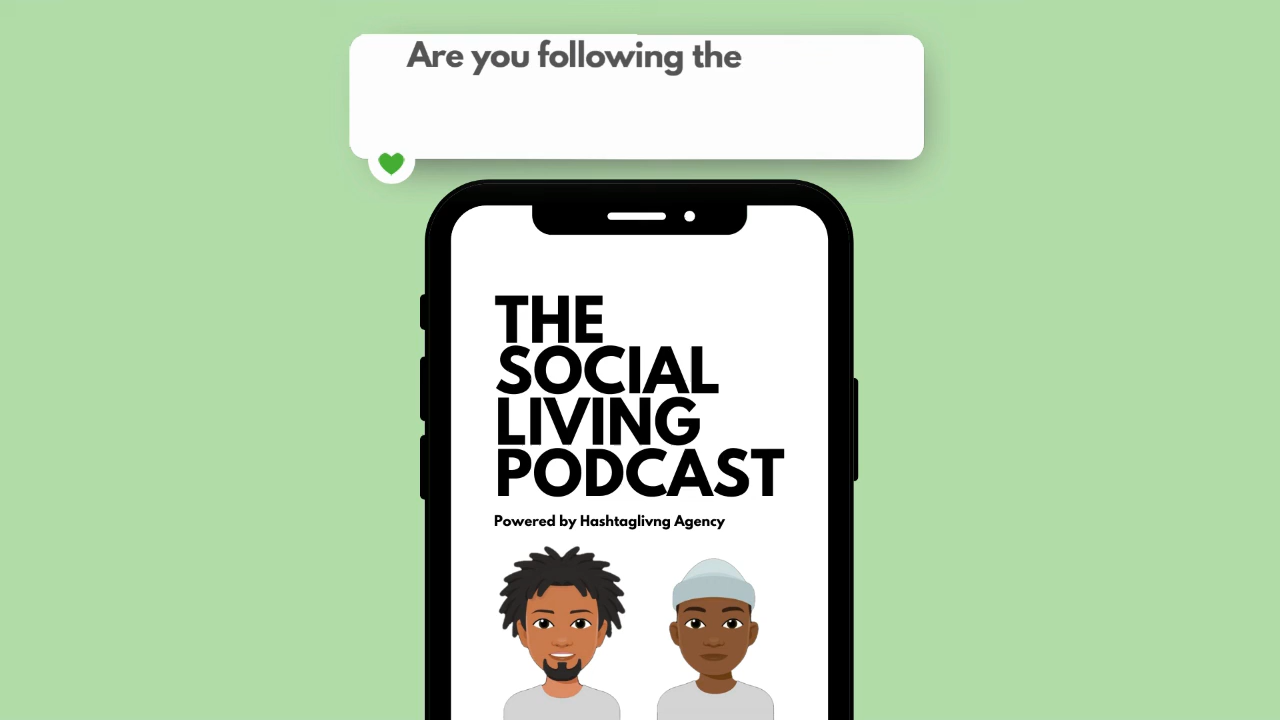 Are you following the
THE
SOCIAL
LIVING
PODCAST
Powered by Hashtaglivng Agency